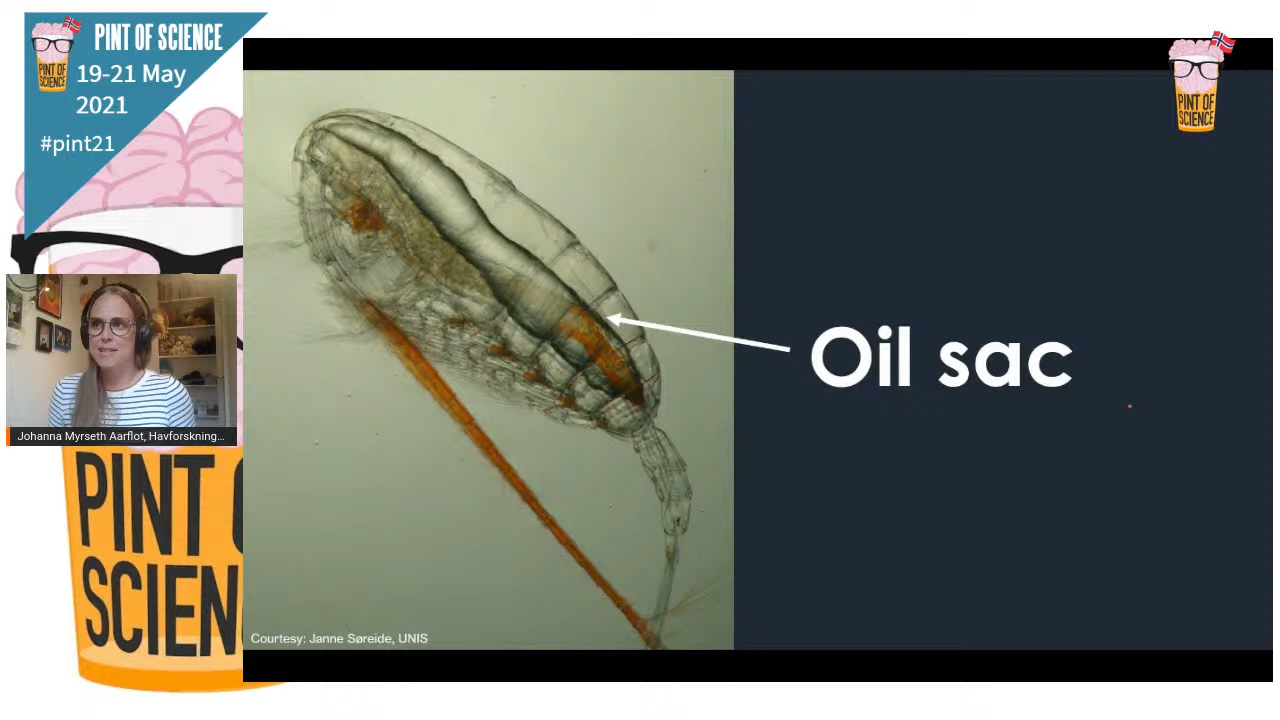 PINT OF SCIENCE
19-21 May
2021
#pint21
PINT OF
SCIENCE
PINT OF
SCIENCE
Oil sac
Johanna Myrseth Aarflot, Havforskning...
PINT O
SCIEN
Courtesy: Janne Søreide, UNIS